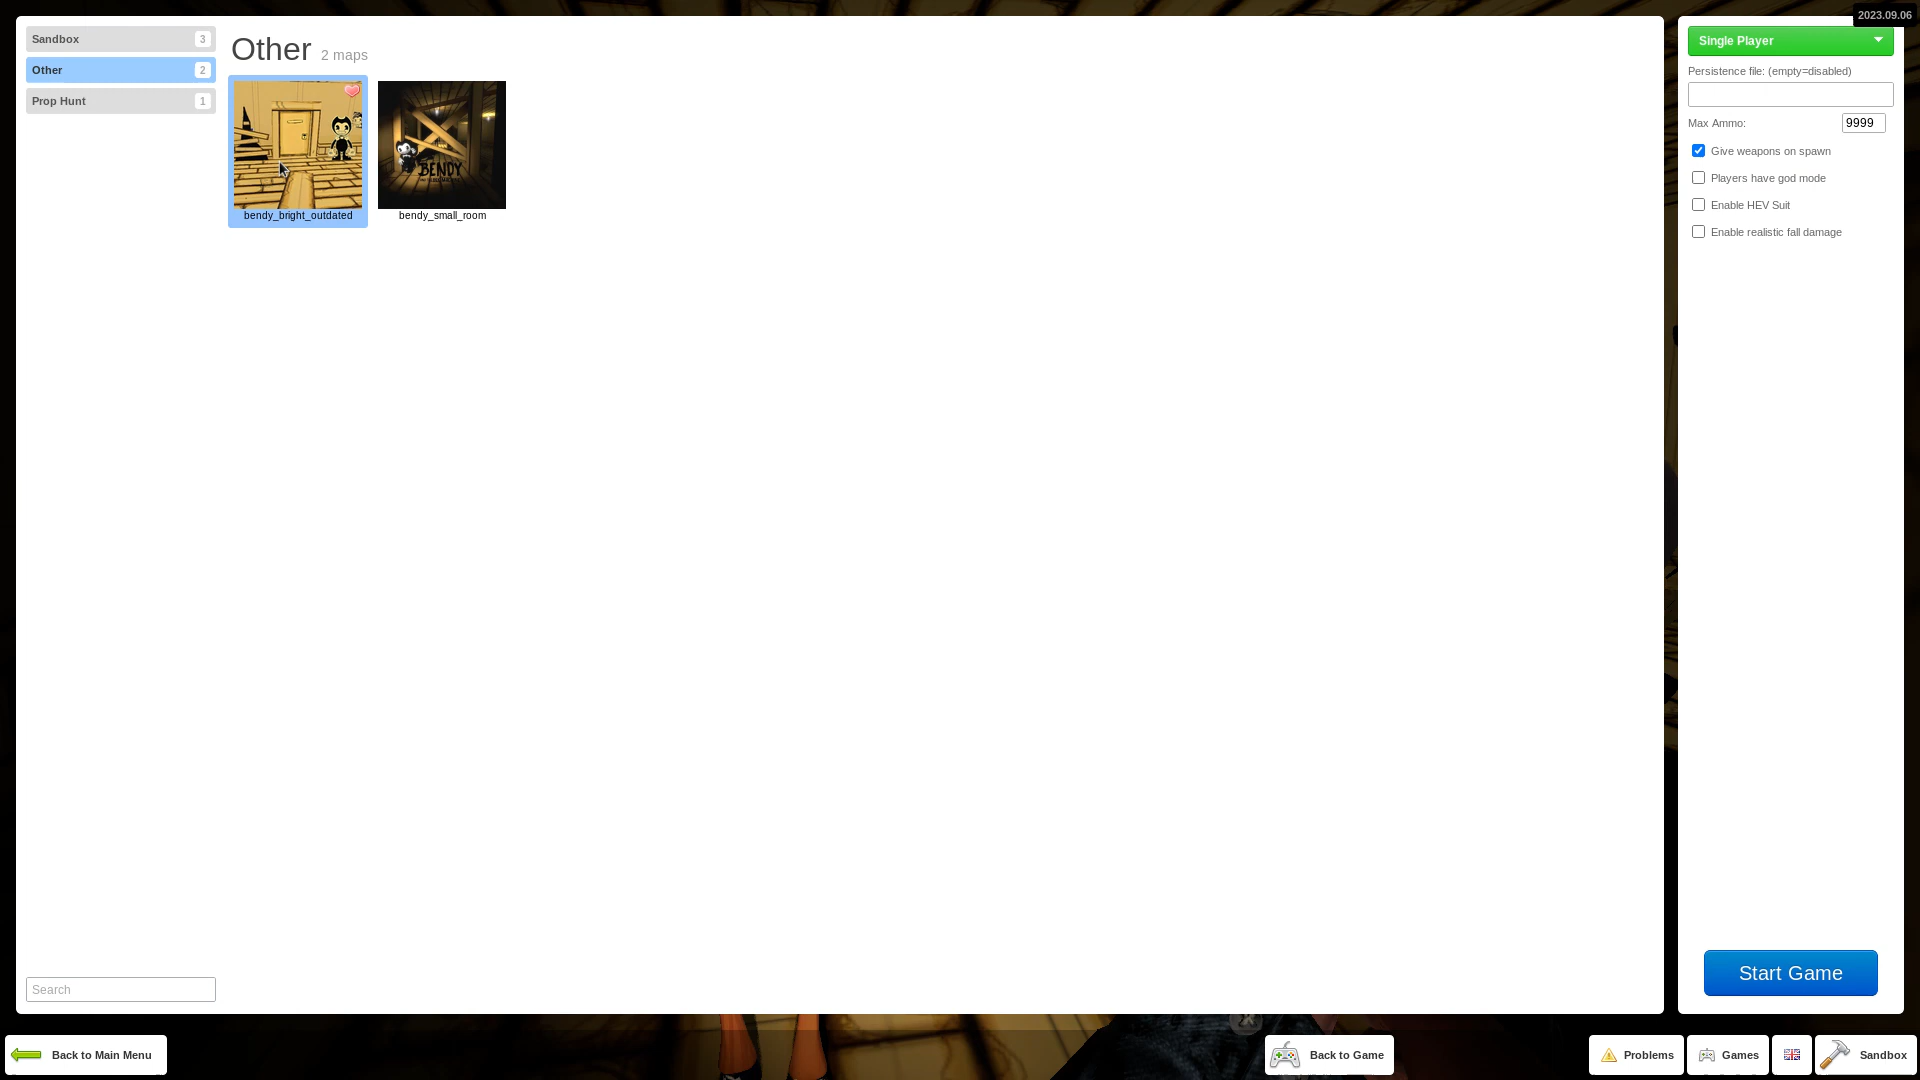 2023.09.06
Sandbox 3
Other 2
Prop Hunt 1
Other 2 maps
bendy_bright_outdated
BENDY
bendy_small_room
Search
Single Player
Persistence file: (empty=disabled)
Max Ammo: 9999
Give weapons on spawn
Players have god mode
Enable HEV Suit
Enable realistic fall damage
Start Game
Back to Main Menu
Back to Game
Problems
Games
Sandbox